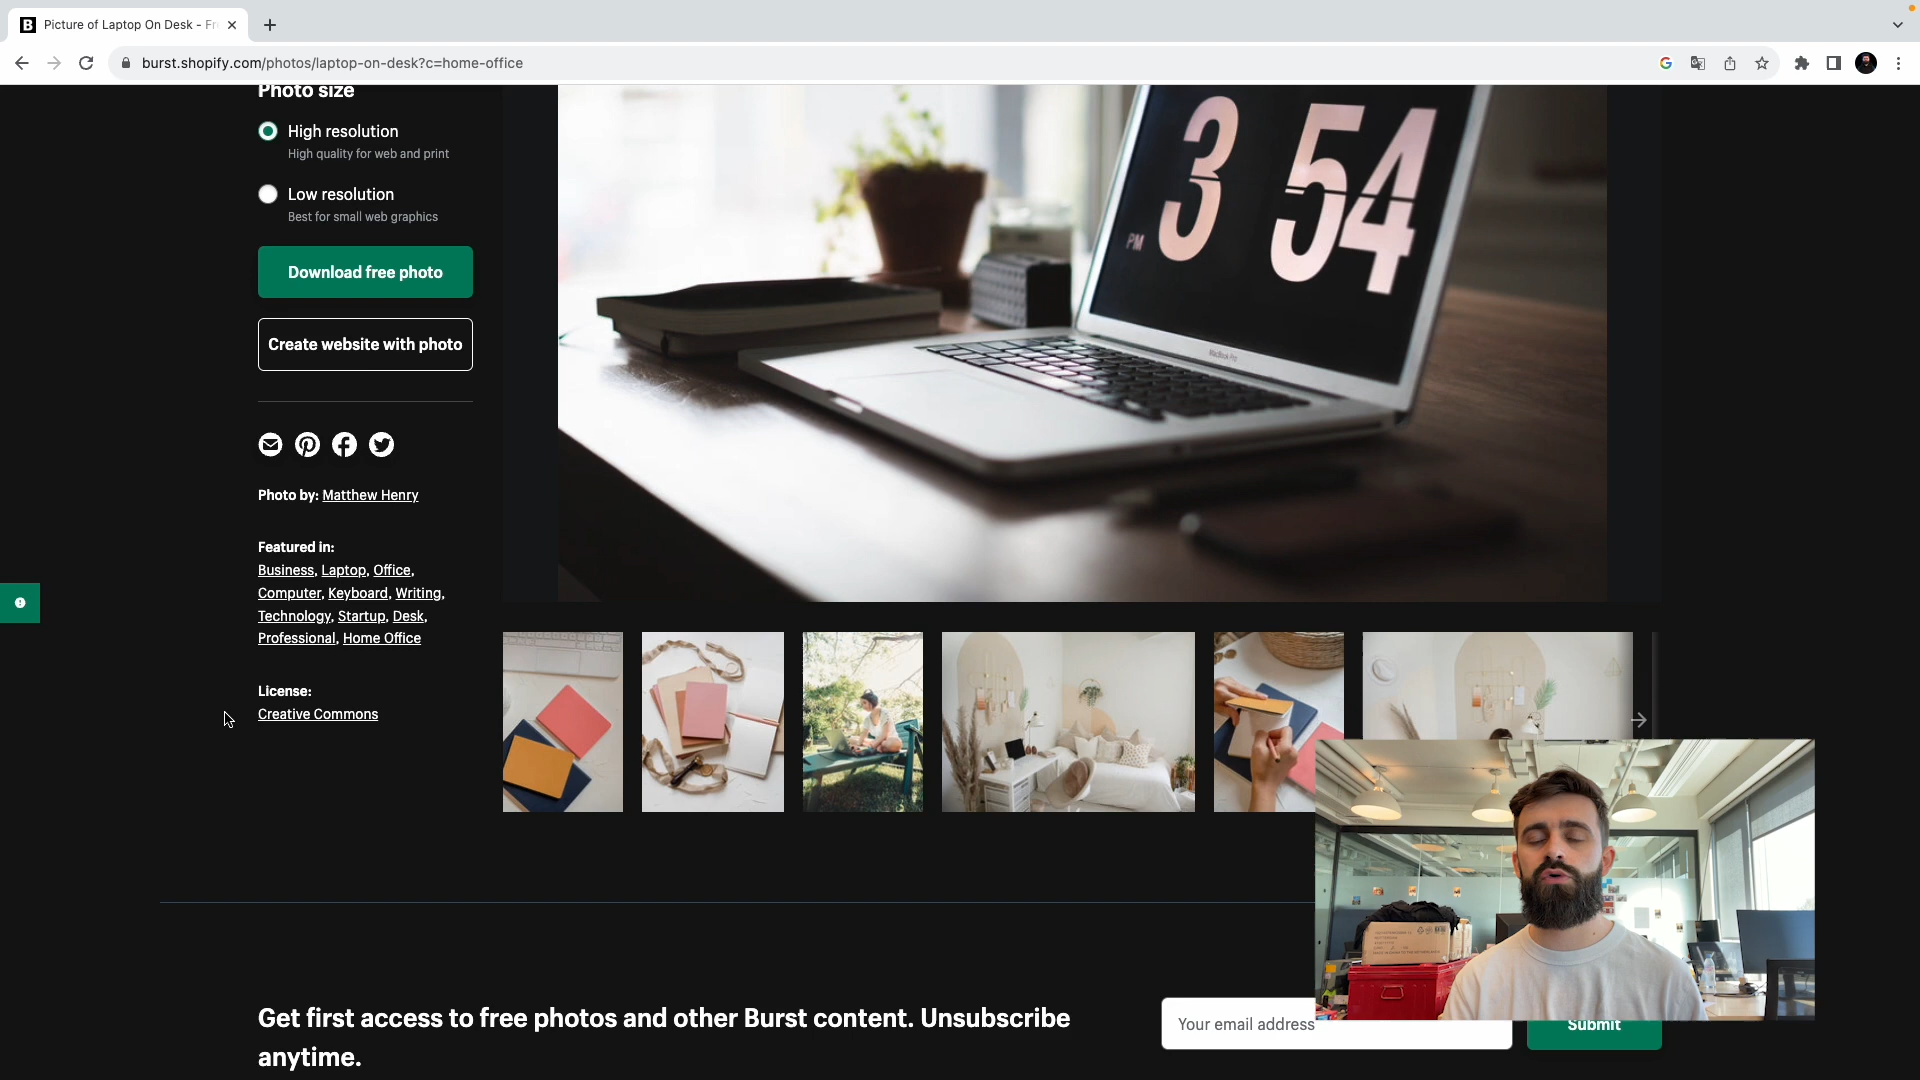 Picture of Laptop On Desk - Fr
burst.shopify.com/photos/laptop-on-desk?c=home-office
Photo size
High resolution
High quality for web and print
Low resolution
Best for small web graphics
Download free photo
Create website with photo
Photo by: Matthew Henry
Featured in:
Business, Laptop, Office,
Computer, Keyboard, Writing,
Technology, Startup, Desk,
Professional, Home Office
License:
Creative Commons
PM
3 54
MacBook Pro
Get first access to free photos and other Burst content. Unsubscribe
anytime.
Your email address
Submit